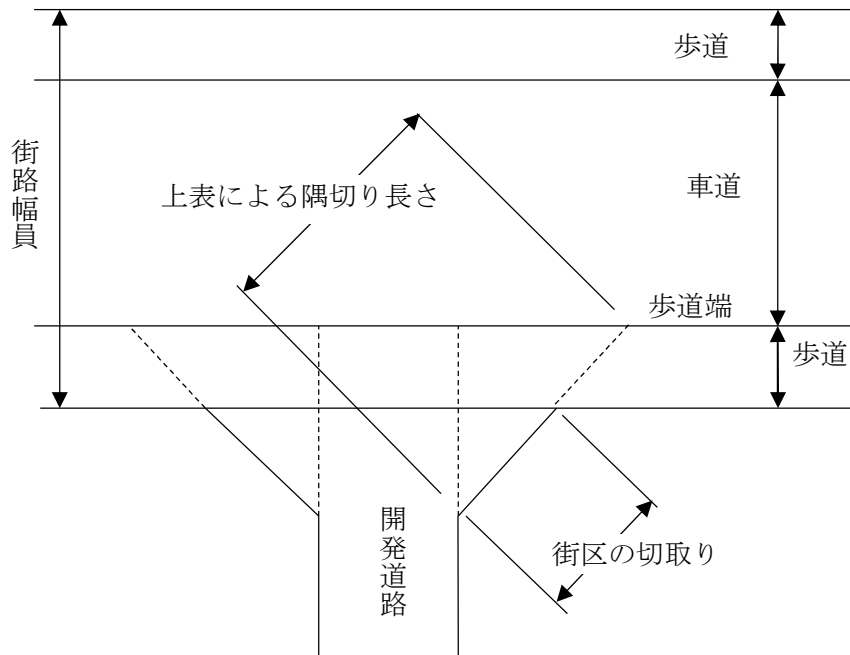 歩道
街路幅員
車道
上表による隅切り長さ
歩道端
歩道
開発道路
街区の切取り